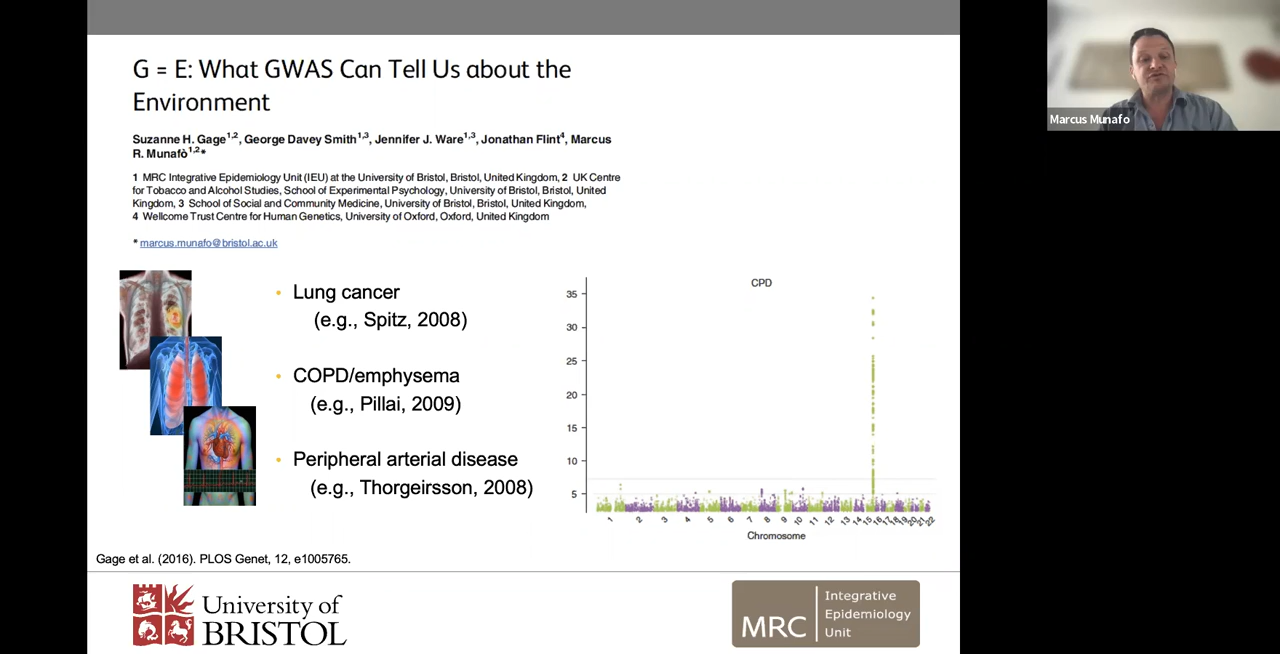 G = E: What GWAS Can Tell Us about the
Environment
Suzanne H. Gage1,2, George Davey Smith1,3, Jennifer J. Ware1,3, Jonathan Flint4, Marcus
R. Munafò1,2*
1 MRC Integrative Epidemiology Unit (IEU) at the University of Bristol, Bristol, United Kingdom, 2 UK Centre
for Tobacco and Alcohol Studies, School of Experimental Psychology, University of Bristol, Bristol, United
Kingdom, 3 School of Social and Community Medicine, University of Bristol, Bristol, United Kingdom,
4 Wellcome Trust Centre for Human Genetics, University of Oxford, Oxford, United Kingdom
* marcus.munafo@bristol.ac.uk
• Lung cancer
(e.g., Spitz, 2008)
• COPD/emphysema
(e.g., Pillai, 2009)
• Peripheral arterial disease
(e.g., Thorgeirsson, 2008)
CPD
35
30
25
20
15
10
5
1 2 3 4 5 6 7 8 9 10 11 12 13 14 15 16 17 18 19 20 21 22
Chromosome
Gage et al. (2016). PLOS Genet, 12, e1005765.
University of
BRISTOL
MRC
Integrative
Epidemiology
Unit
Marcus Munafo